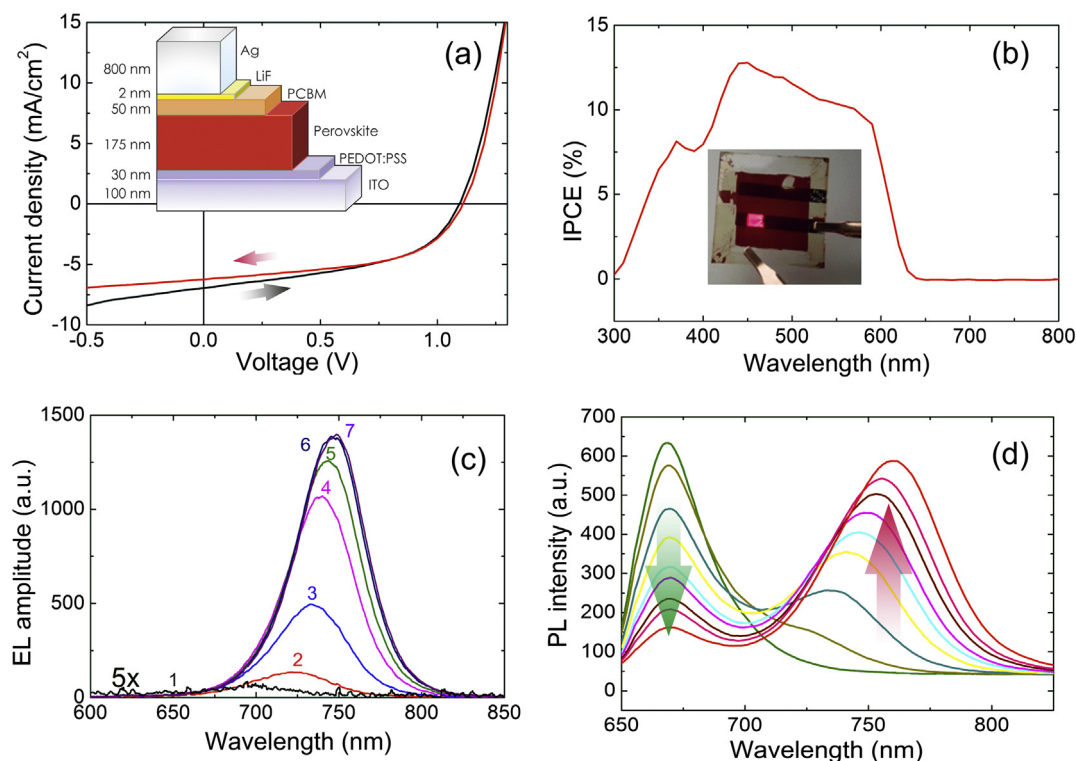 (a)
Current density (mA/cm²)
15
10
5
0
-5
-10
-0.5
0.0
0.5
1.0
Voltage (V)
Ag
LiF
PCBM
Perovskite
PEDOT:PSS
ITO
800 nm
2 nm
50 nm
175 nm
30 nm
100 nm
(b)
IPCE (%)
15
10
5
0
300 400 500 600 700 800
Wavelength (nm)
(c)
EL amplitude (a.u.)
1500
1000
500
0
600 650 700 750 800 850
Wavelength (nm)
5x
1
2
3
4
5
6
7
(d)
PL intensity (a.u.)
700
600
500
400
300
200
100
0
650 700 750 800
Wavelength (nm)